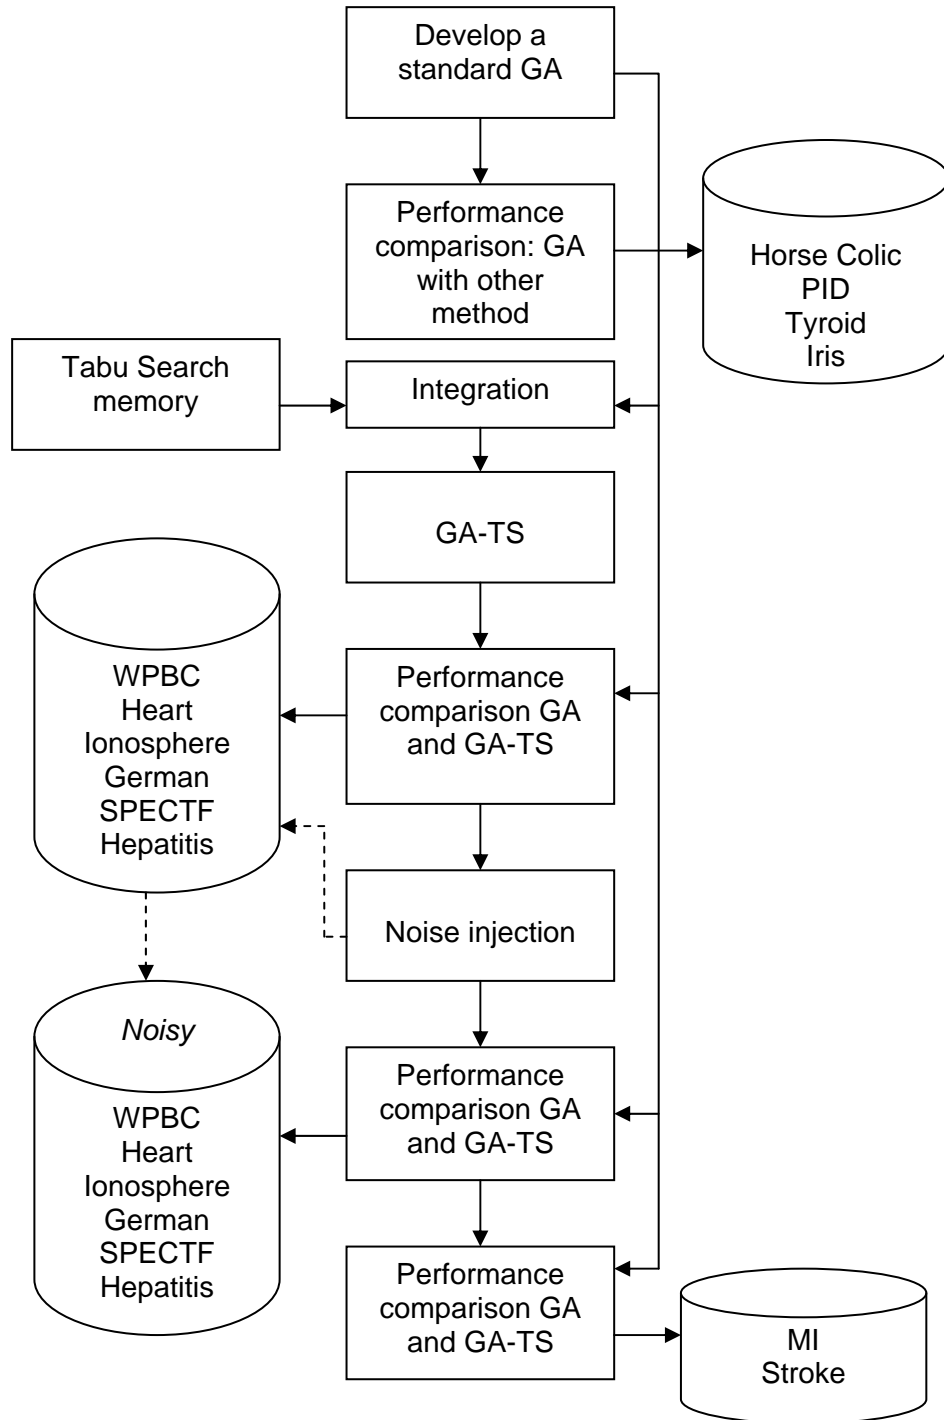 Develop a
standard GA
Performance
comparison: GA
with other
method
Horse Colic
PID
Tyroid
Iris
Tabu Search
memory
Integration
GA-TS
WPBC
Heart
Ionosphere
German
SPECTF
Hepatitis
Performance
comparison GA
and GA-TS
Noise injection
Noisy
WPBC
Heart
Ionosphere
German
SPECTF
Hepatitis
Performance
comparison GA
and GA-TS
Performance
comparison GA
and GA-TS
MI
Stroke